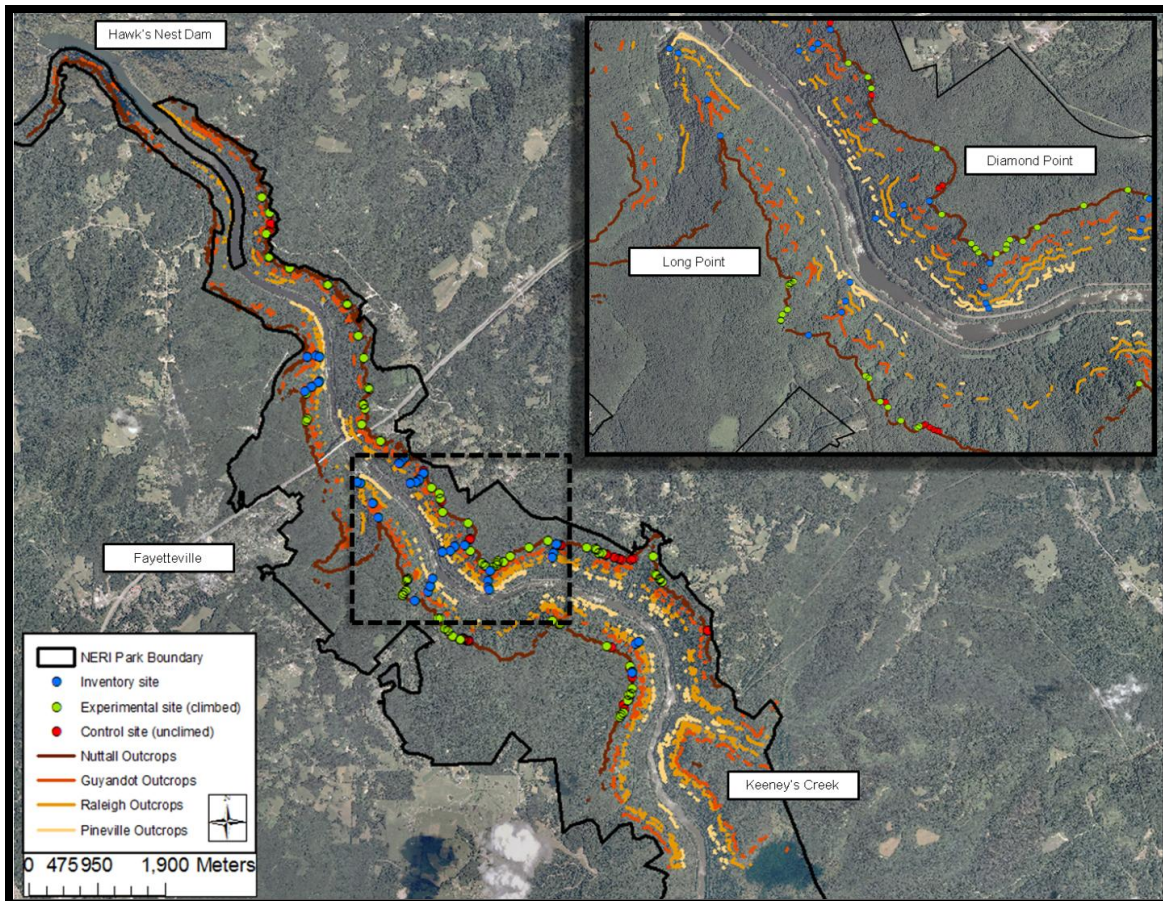 Hawk's Nest Dam
Diamond Point
Long Point
Fayetteville
Keeney's Creek
NERI Park Boundary
Inventory site
Experimental site (climbed)
Control site (unclimed)
Nuttall Outcrops
Guyandot Outcrops
Raleigh Outcrops
Pineville Outcrops
0 475 950 1,900 Meters